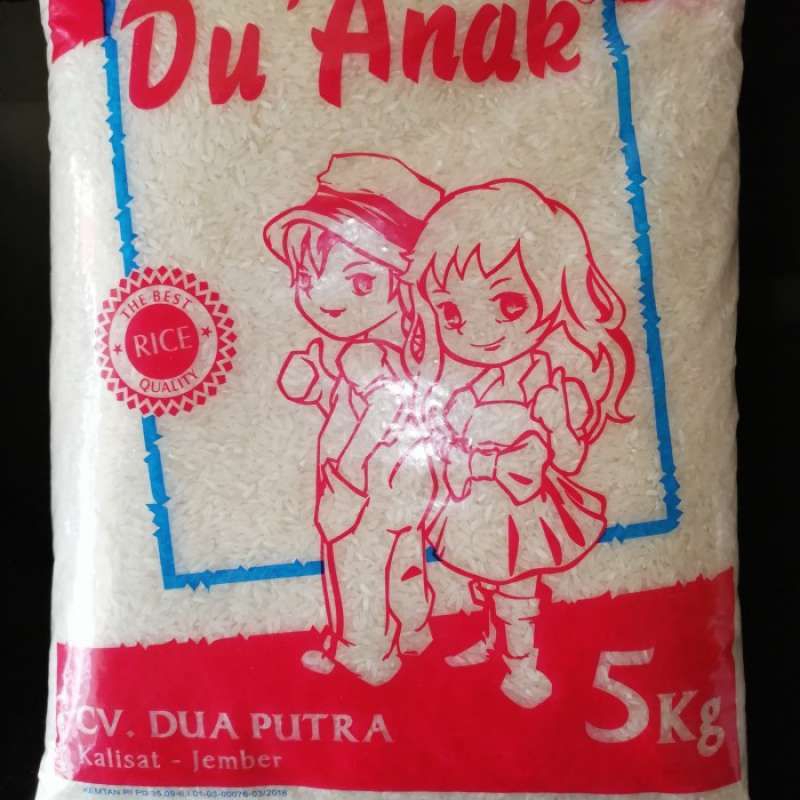 Du'Anak
THE BEST
RICE
QUALITY
CV. DUA PUTRA
Kalisat - Jember
5Kg